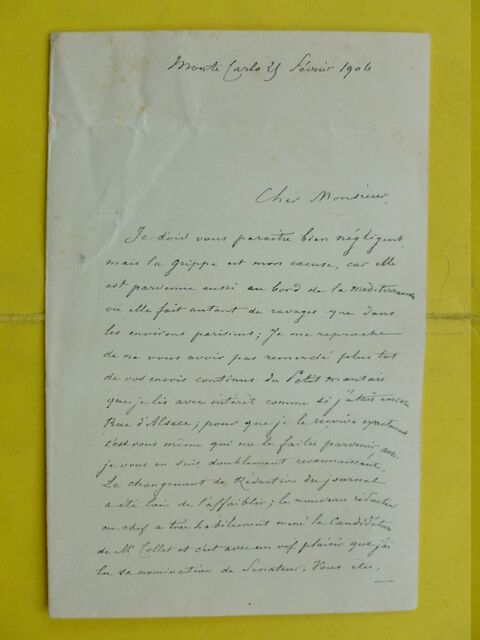 Monte Carlo 25 Février 1906
Cher Monsieur,
Je dois vous paraître bien négligent,
mais la grippe est mon excuse, car elle
est parvenue aussi au bord de la méditerranée
où elle fait autant de ravages que dans
les environs parisiens ; Je me reproche
de ne vous avoir pas remercié plus tôt
de vos envois continus du Petit mantais
que je lis avec intérêt comme si j'étais encore
Rue d'Alsace ; pour que je le reçoive exactement
c'est vous même qui me le faites parvenir aussi
je vous en suis doublement reconnaissante,
Le changement de Rédaction du journal
a été loin de l'affaiblir ; le nouveau rédacteur
en chef a très habilement mené la Candidature
de Mr Collet et c'est avec un vif plaisir que j'ai
lu sa nomination de Senateur. Vous êtes,